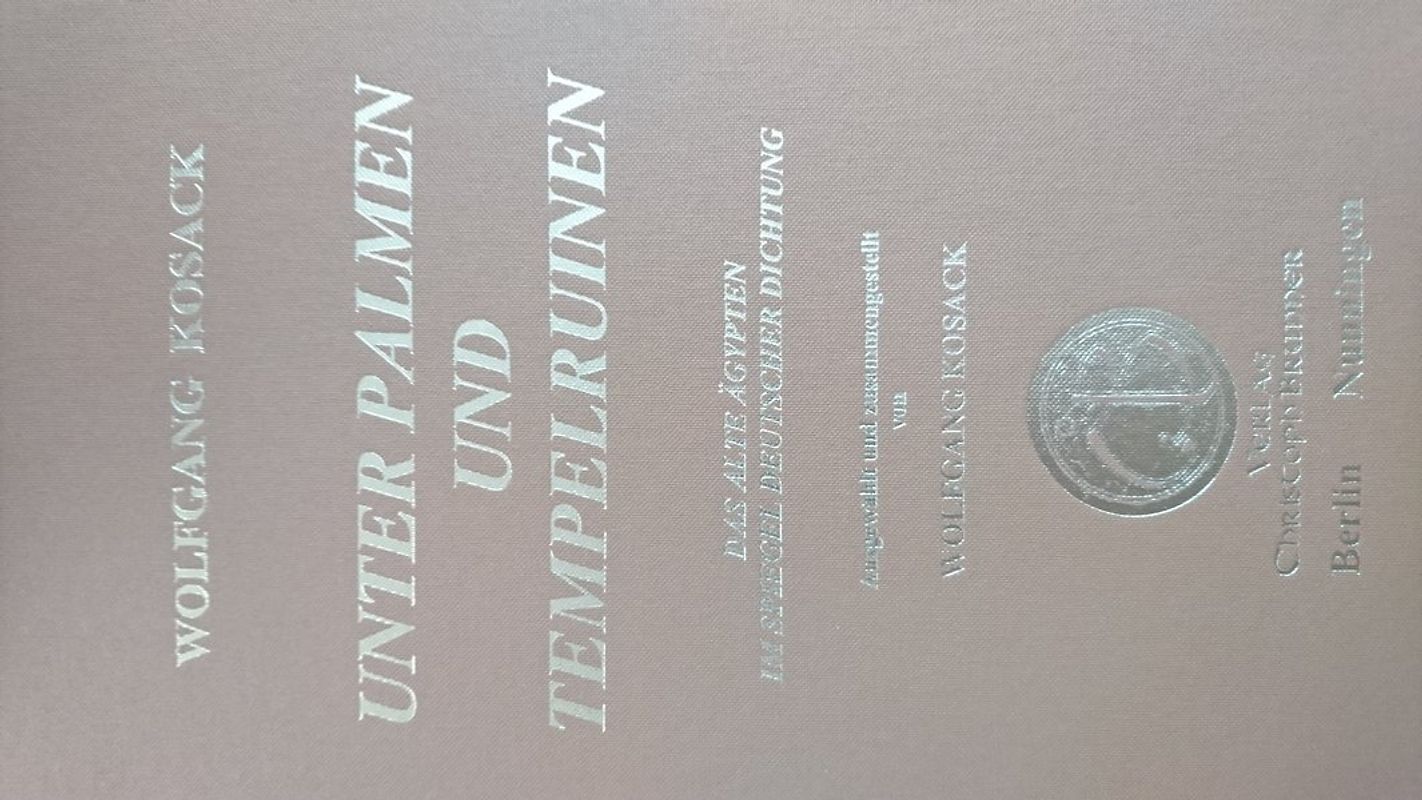 WOLFGANG KOSACK
UNTER PALMEN
UND
TEMPELRUINEN
DAS ALTE ÄGYPTEN
IM SPIEGEL DEUTSCHER DICHTUNG
Ausgewählt und zusammengestellt
von
WOLFGANG KOSACK
VERLAG
Christoph Brunner
Berlin Nunningen